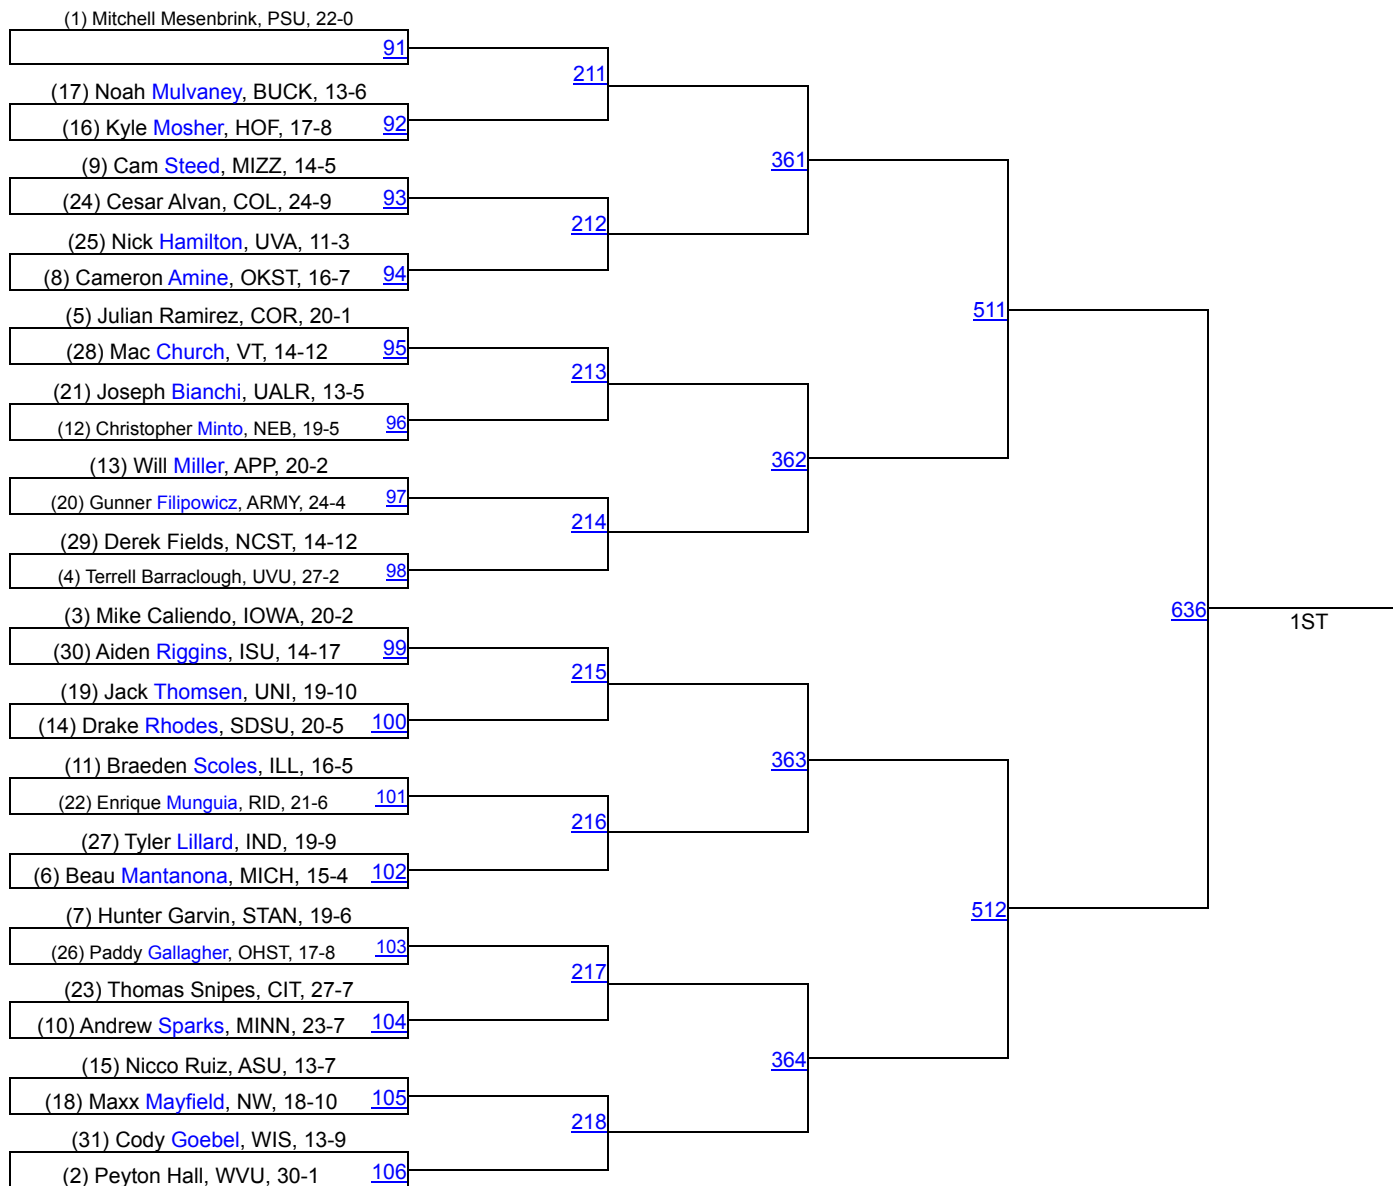 (1) Mitchell Mesenbrink, PSU, 22-0
91
211
(17) Noah Mulvaney, BUCK, 13-6
(16) Kyle Mosher, HOF, 17-8 92
361
(9) Cam Steed, MIZZ, 14-5
(24) Cesar Alvan, COL, 24-9 93
212
(25) Nick Hamilton, UVA, 11-3
(8) Cameron Amine, OKST, 16-7 94
511
(5) Julian Ramirez, COR, 20-1
(28) Mac Church, VT, 14-12 95
213
(21) Joseph Bianchi, UALR, 13-5
(12) Christopher Minto, NEB, 19-5 96
362
(13) Will Miller, APP, 20-2
(20) Gunner Filipowicz, ARMY, 24-4 97
214
(29) Derek Fields, NCST, 14-12
(4) Terrell Barraclough, UVU, 27-2 98
636
1ST
(3) Mike Caliendo, IOWA, 20-2
(30) Aiden Riggins, ISU, 14-17 99
215
(19) Jack Thomsen, UNI, 19-10
(14) Drake Rhodes, SDSU, 20-5 100
363
(11) Braeden Scoles, ILL, 16-5
(22) Enrique Munguia, RID, 21-6 101
216
(27) Tyler Lillard, IND, 19-9
(6) Beau Mantanona, MICH, 15-4 102
512
(7) Hunter Garvin, STAN, 19-6
(26) Paddy Gallagher, OHST, 17-8 103
217
(23) Thomas Snipes, CIT, 27-7
(10) Andrew Sparks, MINN, 23-7 104
364
(15) Nicco Ruiz, ASU, 13-7
(18) Maxx Mayfield, NW, 18-10 105
218
(31) Cody Goebel, WIS, 13-9
(2) Peyton Hall, WVU, 30-1 106